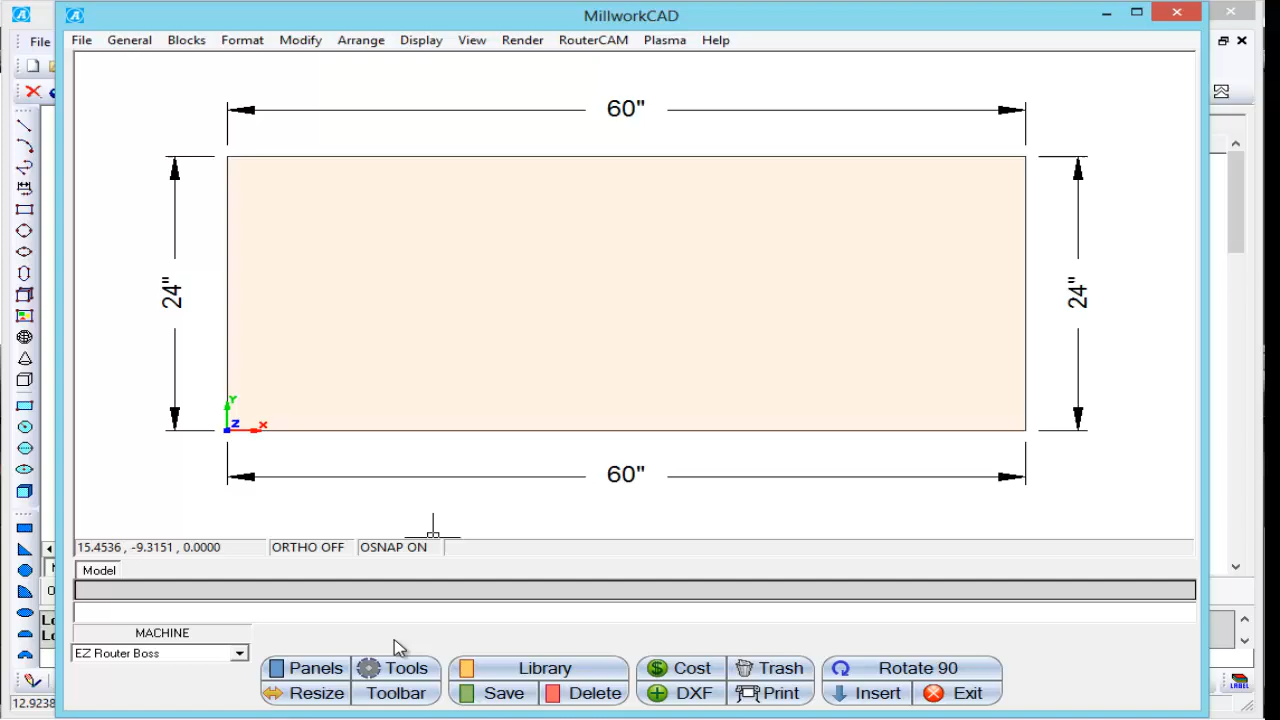 MillworkCAD
File
File General Blocks Format Modify Arrange Display View Render RouterCAM Plasma Help
60"
24"
24"
Y
Z X
60"
15.4536 , -9.3151 , 0.0000 ORTHO OFF OSNAP ON
Model
MACHINE
EZ Router Boss
Panels Tools Library Cost Trash Rotate 90
Resize Toolbar Save Delete DXF Print Insert Exit
12.9238
LABEL